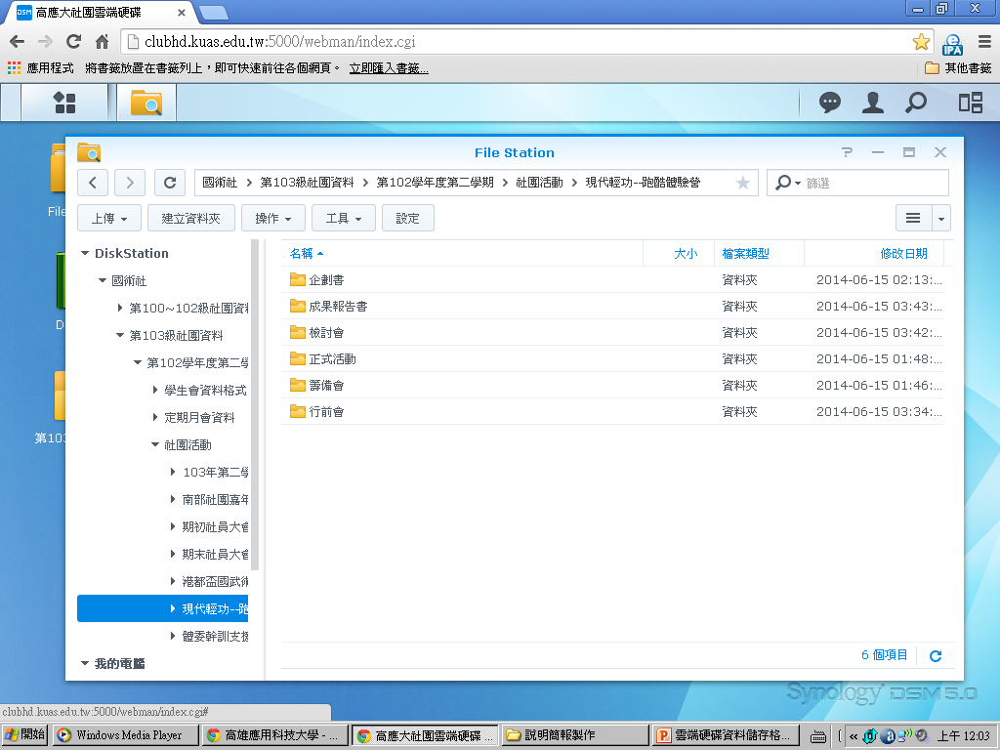 高應大社團雲端硬碟
clubhd.kuas.edu.tw:5000/webman/index.cgi
應用程式 將書籤放置在書籤列上，即可快速前往各個網頁。 立即匯入書籤... 其他書籤
File Station
國術社 > 第103級社團資料 > 第102學年度第二學期 > 社團活動 > 現代輕功--跑酷體驗營 篩選
上傳 建立資料夾 操作 工具 設定
File
D
第103
DiskStation
國術社
第100~102級社團資料
第103級社團資料
第102學年度第二學
學生會資料格式
定期月會資料
社團活動
103年第二學
南部社團嘉年
期初社員大會
期末社員大會
港都盃國武術
現代輕功--跑
體委幹訓支援
我的電腦
名稱 大小 檔案類型 修改日期
企劃書 資料夾 2014-06-15 02:13:...
成果報告書 資料夾 2014-06-15 03:43:...
檢討會 資料夾 2014-06-15 03:42:...
正式活動 資料夾 2014-06-15 01:48:...
籌備會 資料夾 2014-06-15 01:46:...
行前會 資料夾 2014-06-15 03:34:...
6 個項目
Synology DSM 5.0
clubhd.kuas.edu.tw:5000/webman/index.cgi#
開始 Windows Media Player 高雄應用科技大學 - ... 高應大社團雲端硬碟 ... 說明簡報製作 雲端硬碟資料儲存格... 上午 12:03